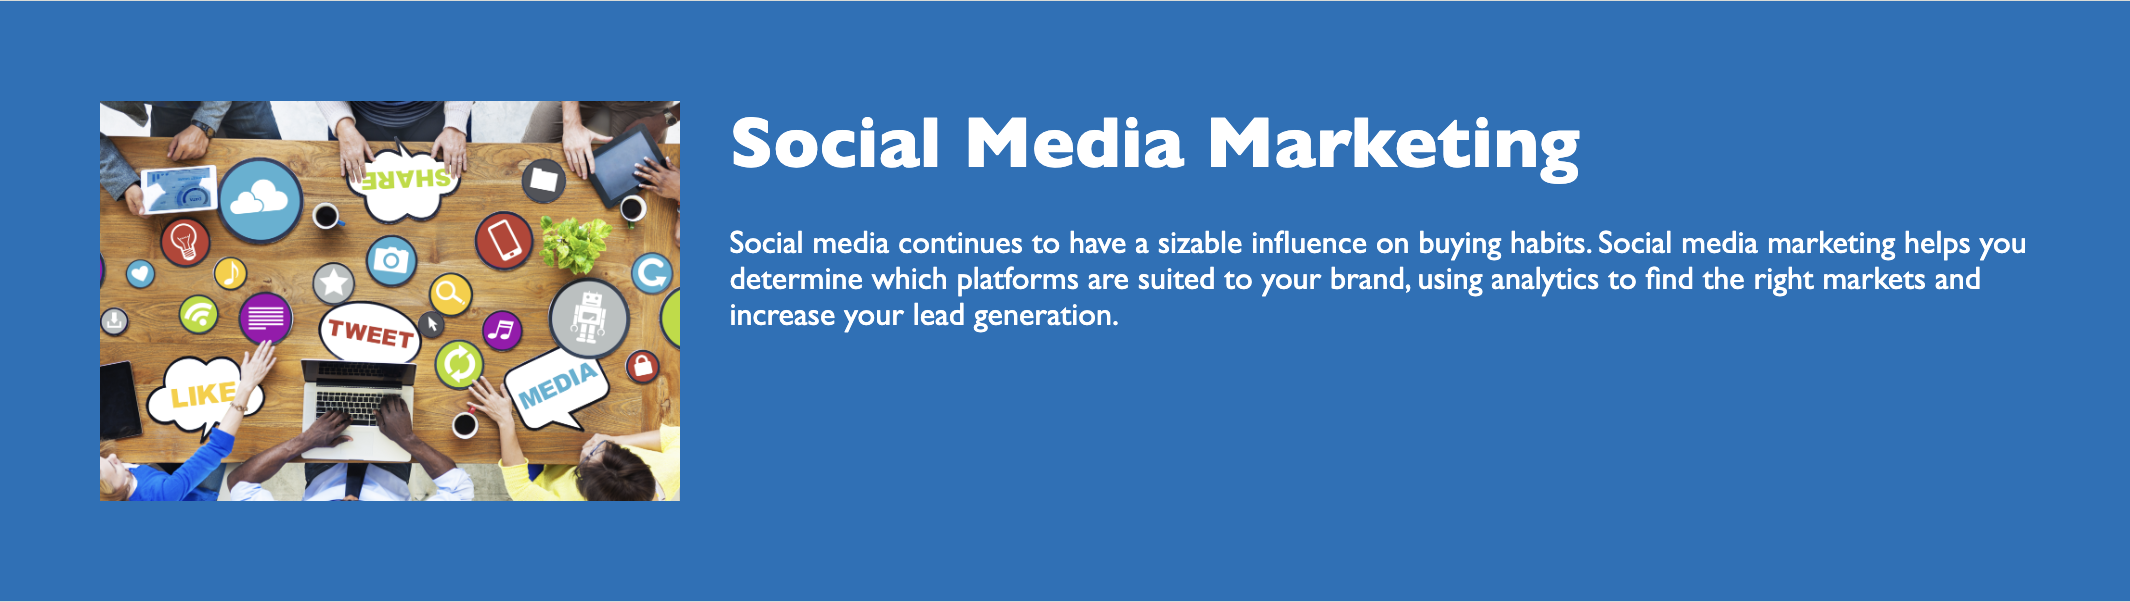 Social Media Marketing
Social media continues to have a sizable influence on buying habits. Social media marketing helps you
determine which platforms are suited to your brand, using analytics to find the right markets and
increase your lead generation.
SHARE
TWEET
LIKE
MEDIA